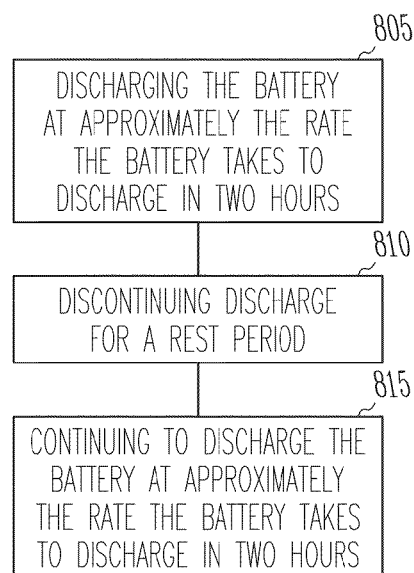 805
DISCHARGING THE BATTERY
AT APPROXIMATELY THE RATE
THE BATTERY TAKES TO
DISCHARGE IN TWO HOURS
810
DISCONTINUING DISCHARGE
FOR A REST PERIOD
815
CONTINUING TO DISCHARGE THE
BATTERY AT APPROXIMATELY
THE RATE THE BATTERY TAKES
TO DISCHARGE IN TWO HOURS